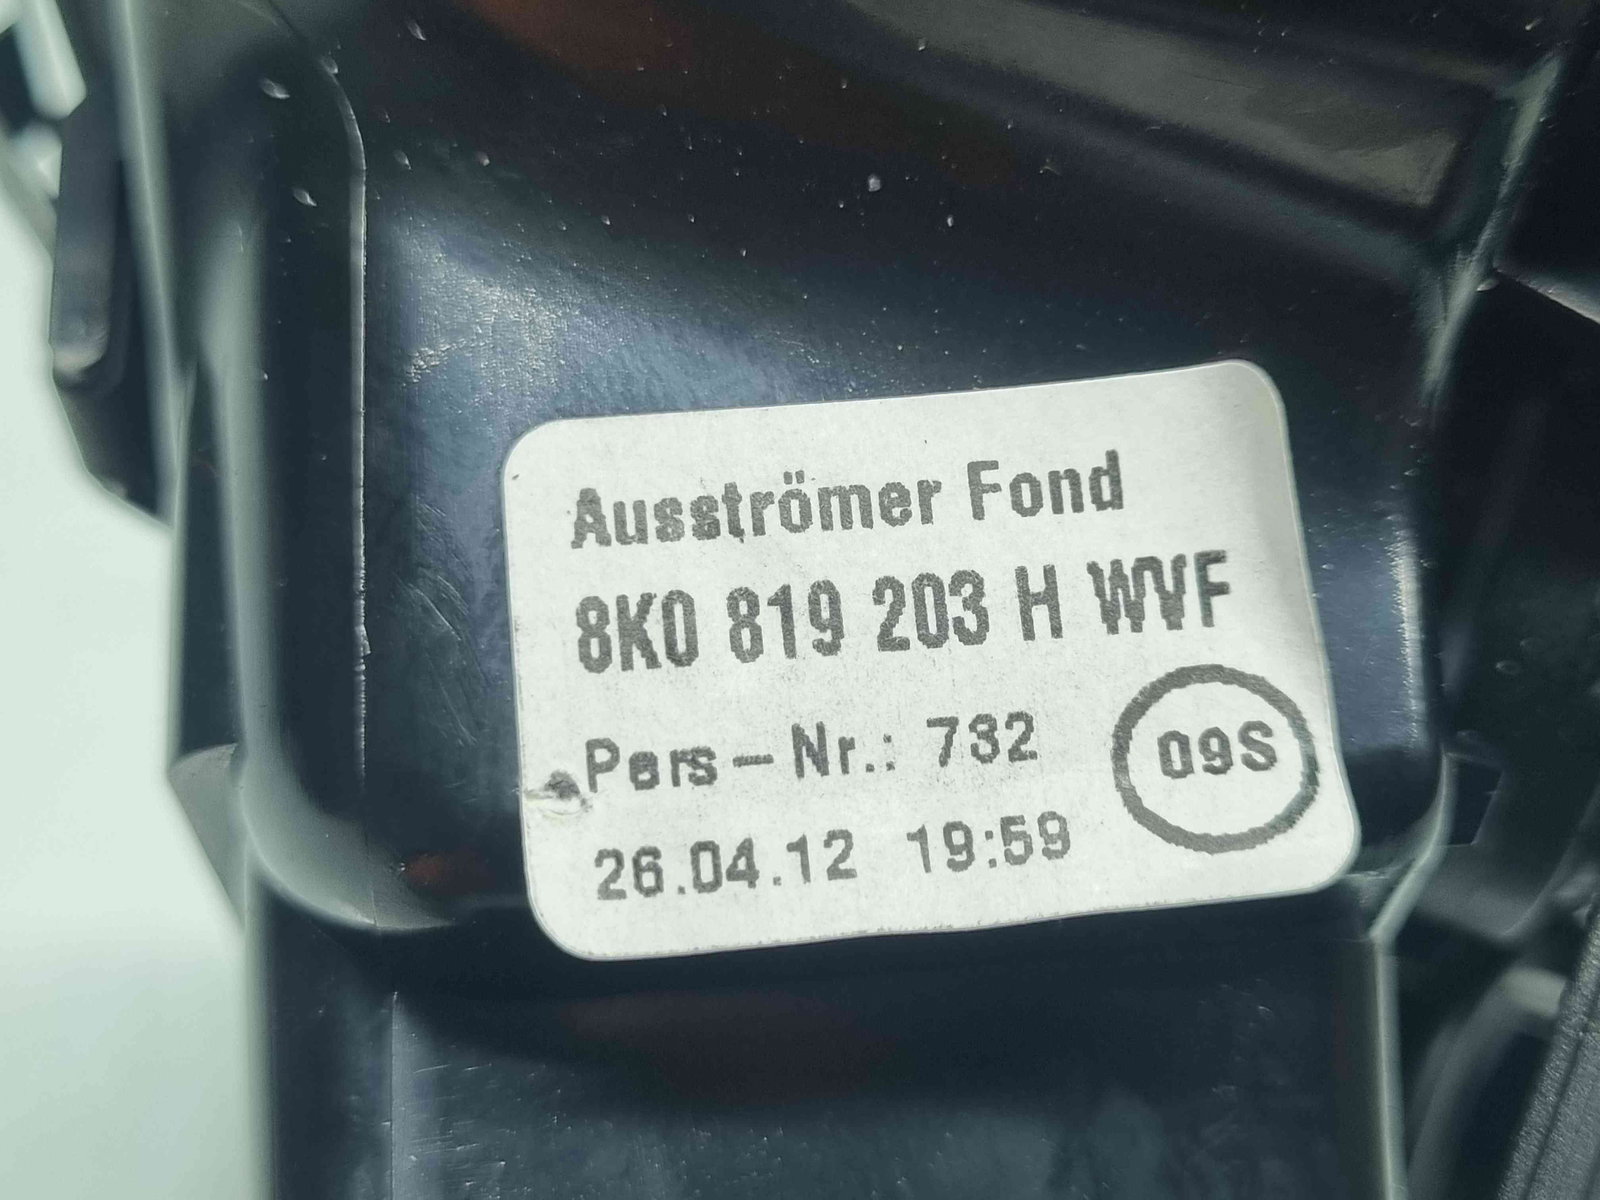 Ausströmer Fond
8K0 819 203 H WVF
Pers-Nr.: 732
09S
26.04.12 19:59